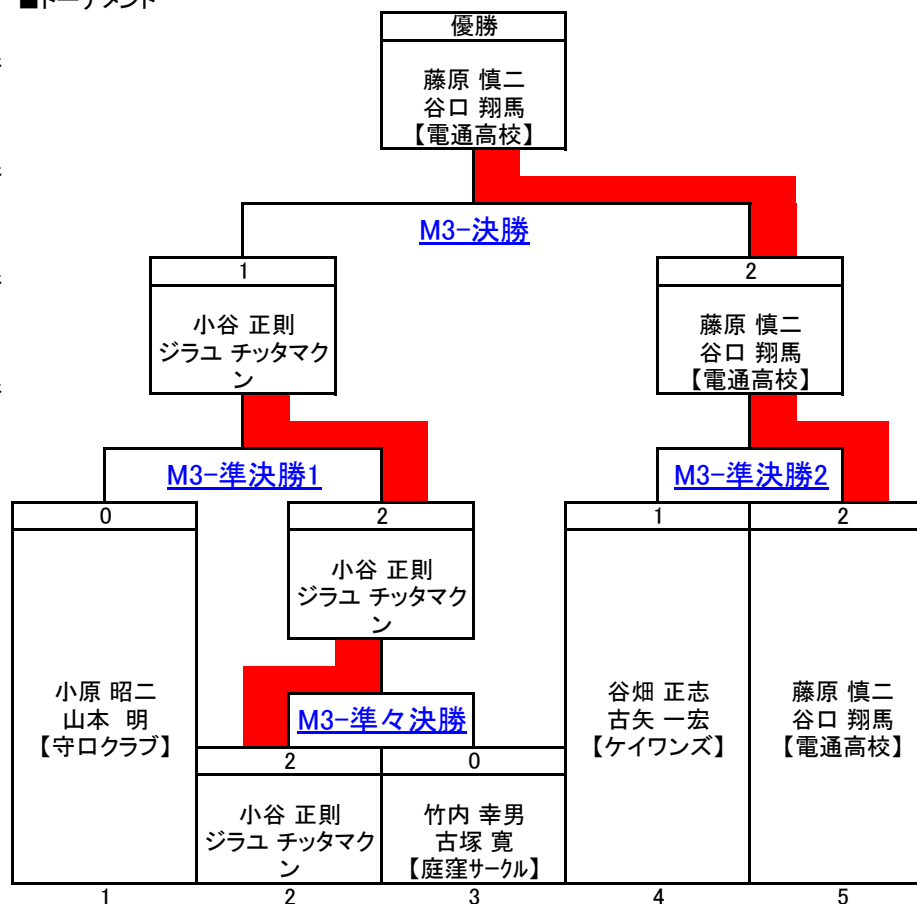 ■トーナメント
優勝
藤原 慎二
谷口 翔馬
【電通高校】
M3-決勝
1
小谷 正則
ジラユ チッタマク
ン
2
藤原 慎二
谷口 翔馬
【電通高校】
M3-準決勝1
M3-準決勝2
0
小原 昭二
山本 明
【守口クラブ】
2
小谷 正則
ジラユ チッタマク
ン
1
谷畑 正志
古矢 一宏
【ケイワンズ】
2
藤原 慎二
谷口 翔馬
【電通高校】
M3-準々決勝
2
小谷 正則
ジラユ チッタマク
ン
0
竹内 幸男
古塚 寛
【庭窪サークル】
1
2
3
4
5